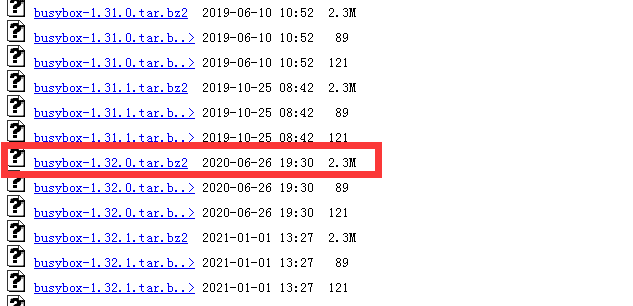 busybox-1.31.0.tar.bz2 2019-06-10 10:52 2.3M
busybox-1.31.0.tar.b..> 2019-06-10 10:52 89
busybox-1.31.0.tar.b..> 2019-06-10 10:52 121
busybox-1.31.1.tar.bz2 2019-10-25 08:42 2.3M
busybox-1.31.1.tar.b..> 2019-10-25 08:42 89
busybox-1.31.1.tar.b..> 2019-10-25 08:42 121
busybox-1.32.0.tar.bz2 2020-06-26 19:30 2.3M
busybox-1.32.0.tar.b..> 2020-06-26 19:30 89
busybox-1.32.0.tar.b..> 2020-06-26 19:30 121
busybox-1.32.1.tar.bz2 2021-01-01 13:27 2.3M
busybox-1.32.1.tar.b..> 2021-01-01 13:27 89
busybox-1.32.1.tar.b..> 2021-01-01 13:27 121